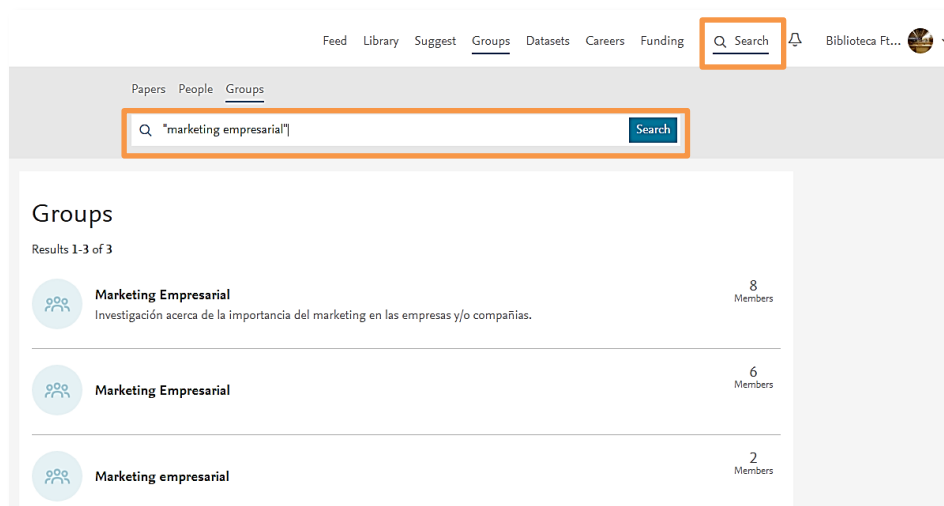 Feed Library Suggest Groups Datasets Careers Funding Search Biblioteca Ft...
Papers People Groups
"marketing empresarial" Search
Groups
Results 1-3 of 3
Marketing Empresarial
Investigación acerca de la importancia del marketing en las empresas y/o compañias.
8
Members
Marketing Empresarial
6
Members
Marketing empresarial
2
Members